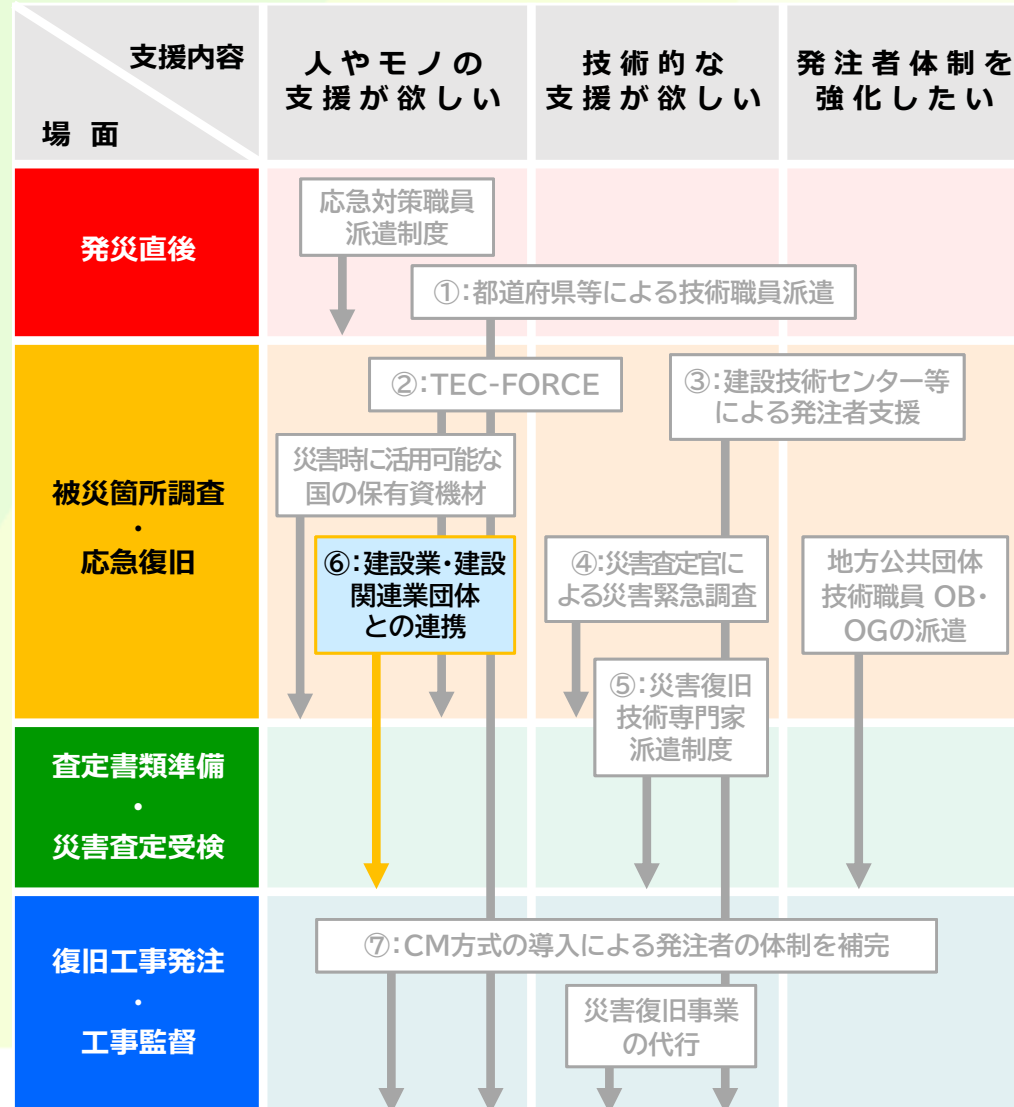 支援内容
場 面
人やモノの
支援が欲しい
技術的な
支援が欲しい
発注者体制を
強化したい
発災直後
応急対策職員
派遣制度
①:都道府県等による技術職員派遣
被災箇所調査
・
応急復旧
②:TEC-FORCE
③:建設技術センター等
による発注者支援
災害時に活用可能な
国の保有資機材
⑥:建設業・建設
関連業団体
との連携
④:災害査定官に
よる災害緊急調査
地方公共団体
技術職員 OB・
OGの派遣
⑤:災害復旧
技術専門家
派遣制度
査定書類準備
・
災害査定受検
復旧工事発注
・
工事監督
⑦:CM方式の導入による発注者の体制を補完
災害復旧事業
の代行